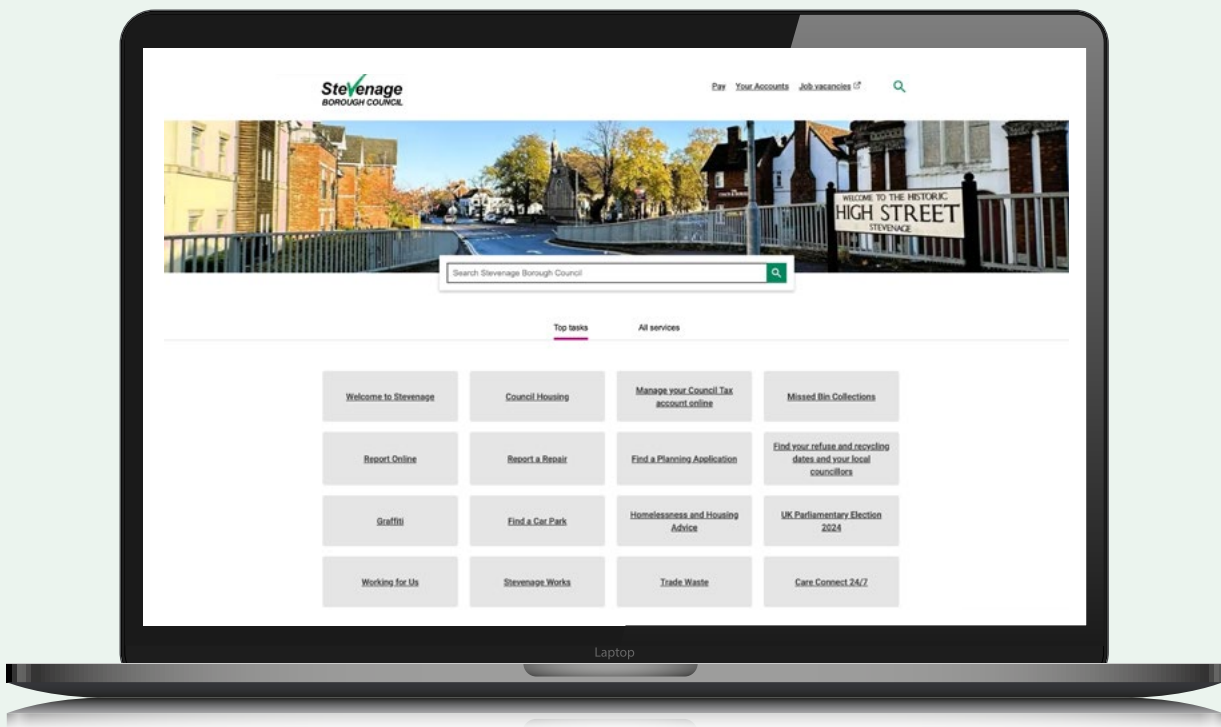 Stevenage
BOROUGH COUNCIL
Pay Your Accounts Job vacancies
WELCOME TO THE HISTORIC
HIGH STREET
STEVENAGE
Search Stevenage Borough Council
Top tasks All services
Welcome to Stevenage
Council Housing
Manage your Council Tax
account online
Missed Bin Collections
Report Online
Report a Repair
Find a Planning Application
Find your refuse and recycling
dates and your local
councillors
Graffiti
Find a Car Park
Homelessness and Housing
Advice
UK Parliamentary Election
2024
Working for Us
Stevenage Works
Trade Waste
Care Connect 24/7
Laptop